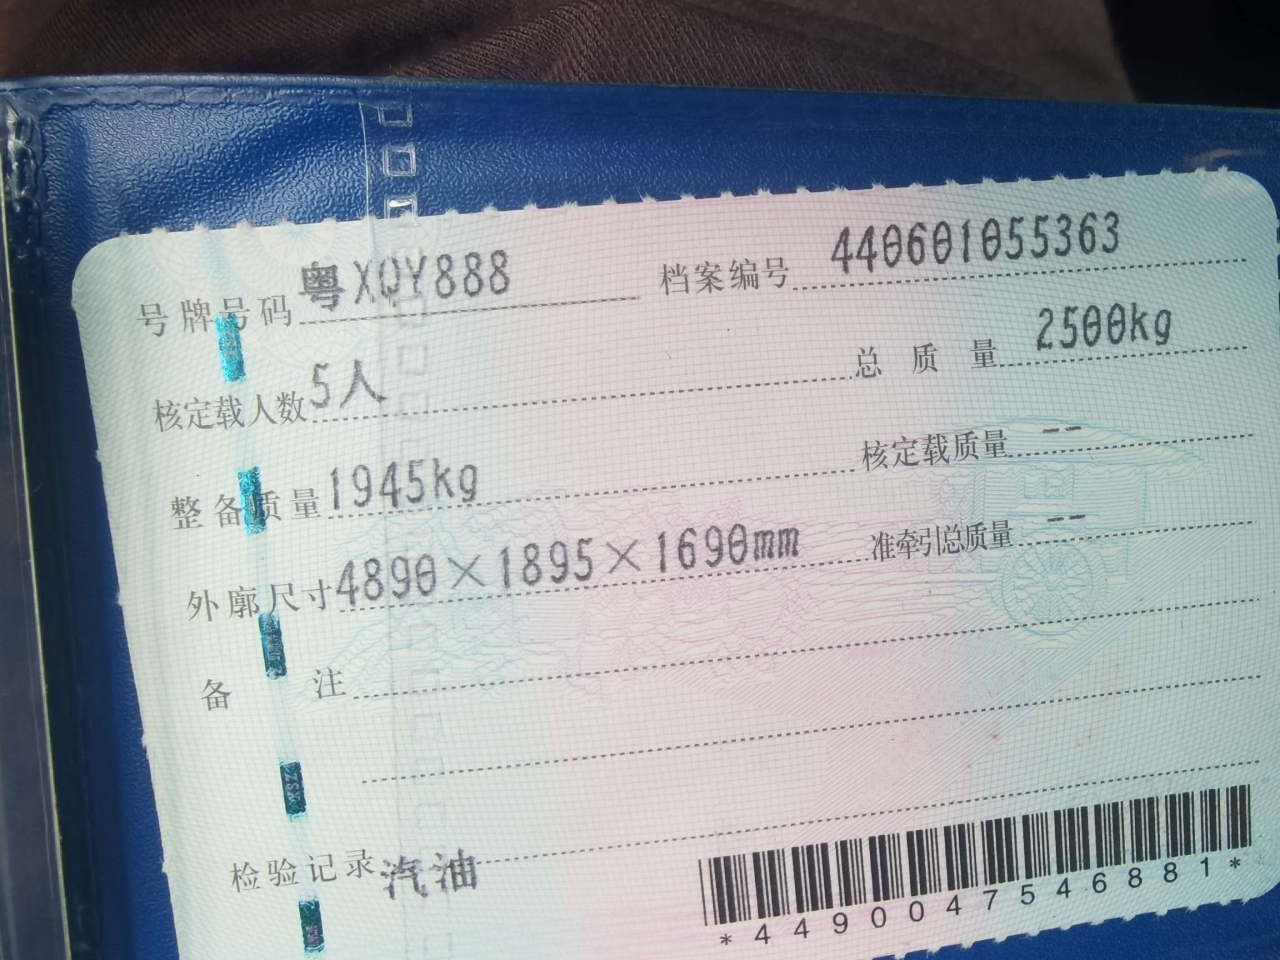 号牌号码 粤XQY888 档案编号 440601055363
核定载人数 5人 总质量 2500kg
整备质量 1945kg 核定载质量 --
外廓尺寸 4890×1895×1690mm 准牵引总质量 --
备注
检验记录 汽油
*4490047546881*